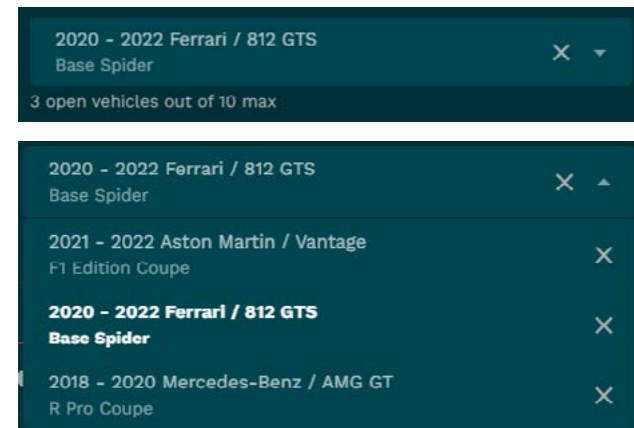 2020 - 2022 Ferrari / 812 GTS
Base Spider
3 open vehicles out of 10 max
2020 - 2022 Ferrari / 812 GTS
Base Spider
2021 - 2022 Aston Martin / Vantage
F1 Edition Coupe
2020 - 2022 Ferrari / 812 GTS
Base Spider
2018 - 2020 Mercedes-Benz / AMG GT
R Pro Coupe